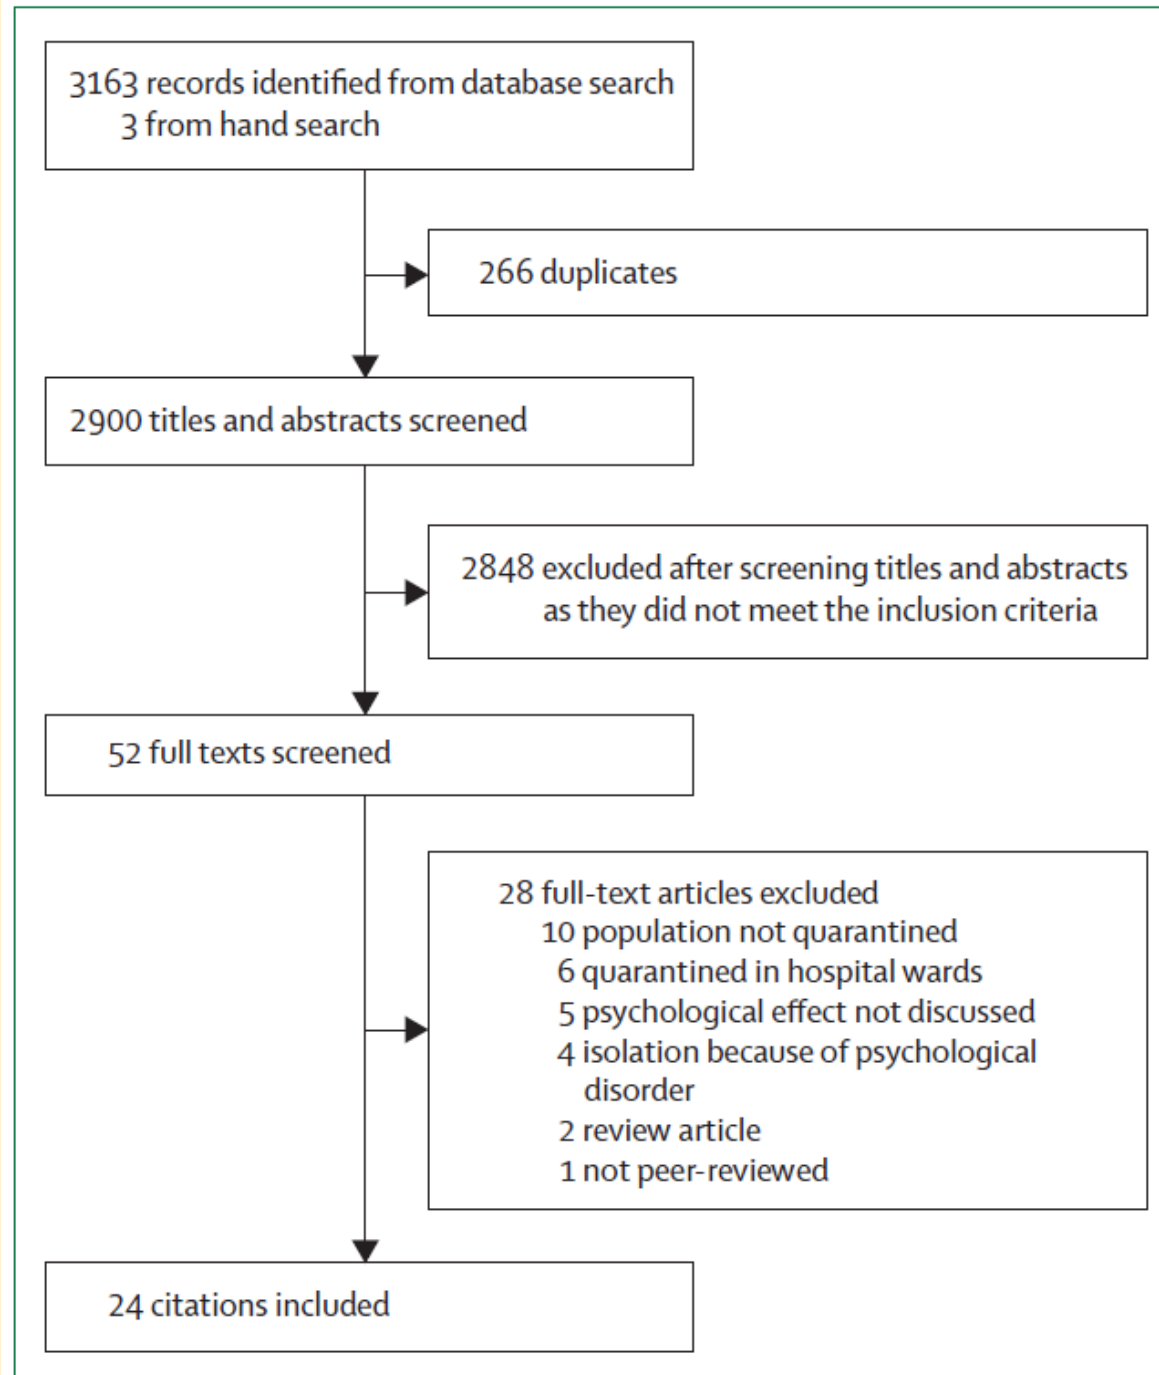 3163 records identified from database search
3 from hand search
266 duplicates
2900 titles and abstracts screened
2848 excluded after screening titles and abstracts
as they did not meet the inclusion criteria
52 full texts screened
28 full-text articles excluded
10 population not quarantined
6 quarantined in hospital wards
5 psychological effect not discussed
4 isolation because of psychological
disorder
2 review article
1 not peer-reviewed
24 citations included